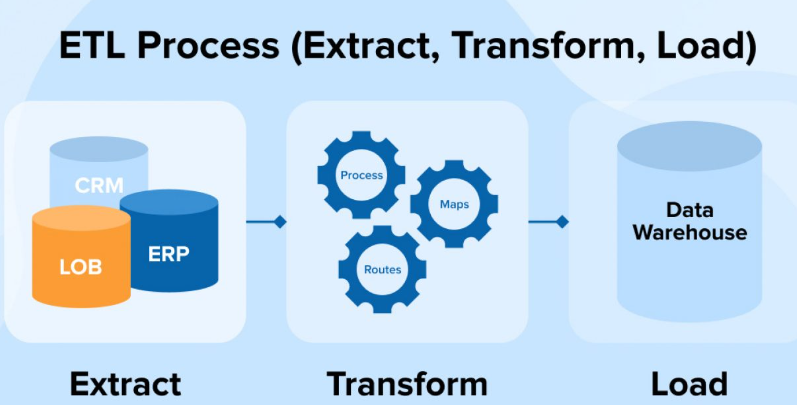 ETL Process (Extract, Transform, Load)
CRM
LOB
ERP
Process
Maps
Routes
Data
Warehouse
Extract
Transform
Load